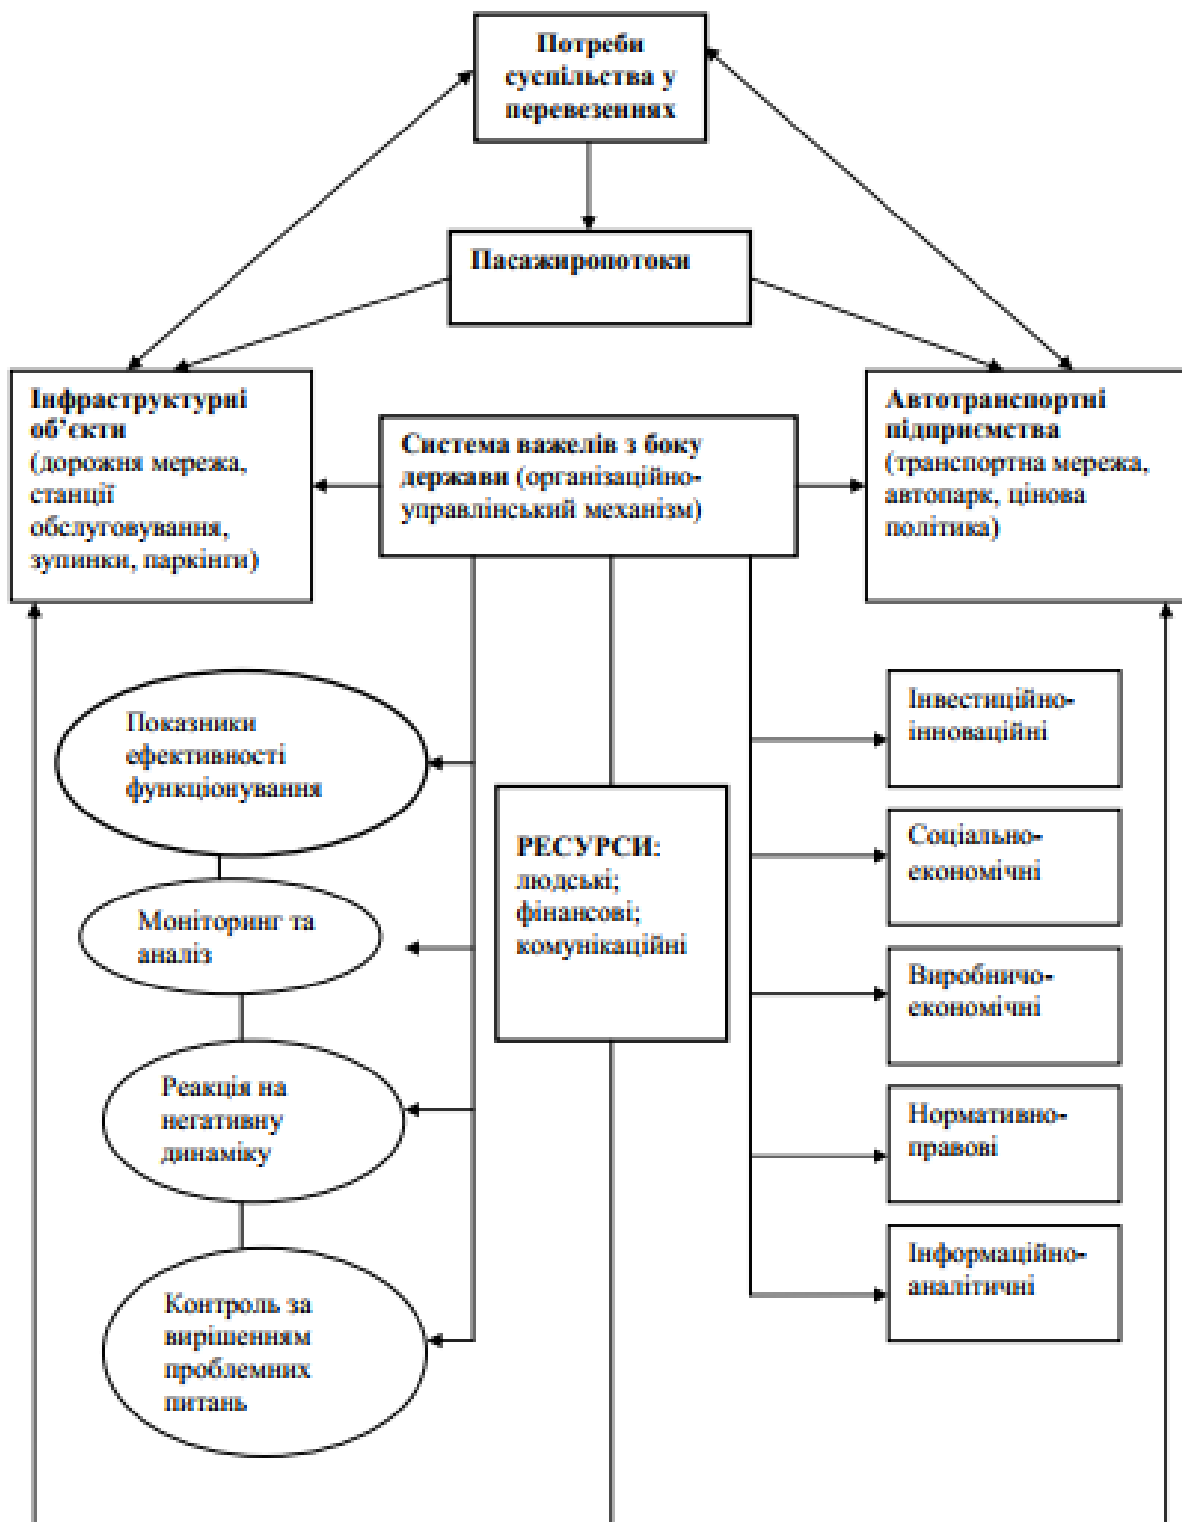 Потреби
суспільства у
перевезеннях
Пасажиропотоки
Інфраструктурні
об’єкти
(дорожня мережа,
станції
обслуговування,
зупинки, паркінги)
Система важелів з боку
держави (організаційно-
управлінський механізм)
Автотранспортні
підприємства
(транспортна мережа,
автопарк, цінова
політика)
Показники
ефективності
функціонування
Моніторинг та
аналіз
Реакція на
негативну
динаміку
Контроль за
вирішенням
проблемних
питань
РЕСУРСИ:
людські;
фінансові;
комунікаційні
Інвестиційно-
інноваційні
Соціально-
економічні
Виробничо-
економічні
Нормативно-
правові
Інформаційно-
аналітичні